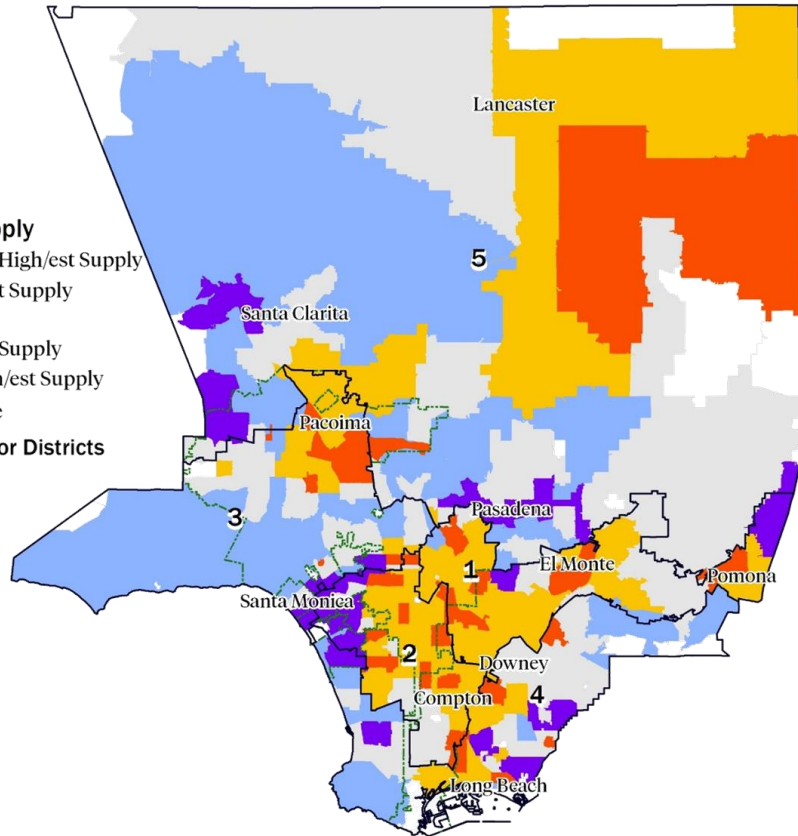 Lancaster
pply
High/est Supply
5
t Supply
Santa Clarita
Supply
h/est Supply
e
Pacoima
or Districts
Pasadena
3
El Monte
1
Pomona
Santa Monica
2
Downey
4
Compton
Long Beach